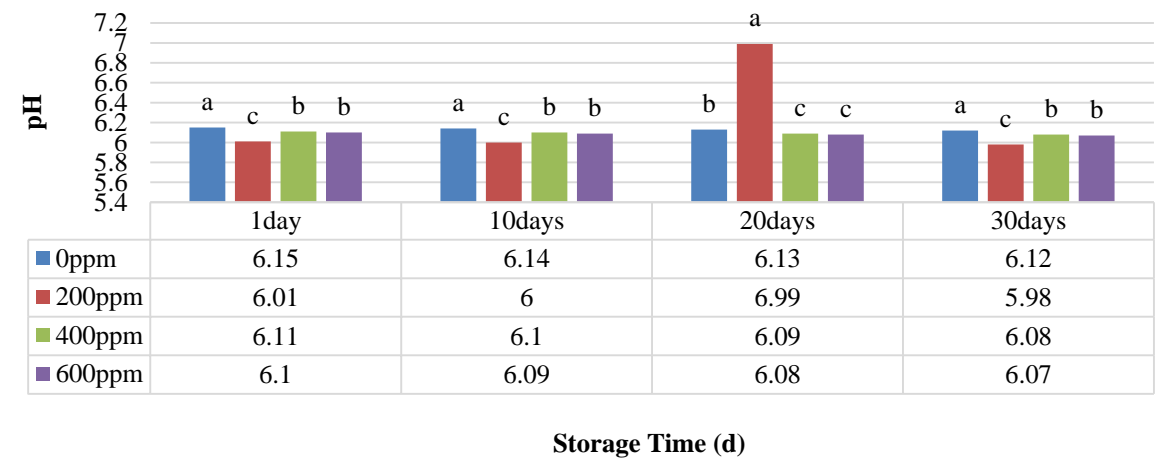 7.2
7
6.8
6.6
6.4
6.2
6
5.8
5.6
5.4
pH
a c b b a c b b b a c c a c b b
1day 10days 20days 30days
0ppm 6.15 6.14 6.13 6.12
200ppm 6.01 6 6.99 5.98
400ppm 6.11 6.1 6.09 6.08
600ppm 6.1 6.09 6.08 6.07
Storage Time (d)